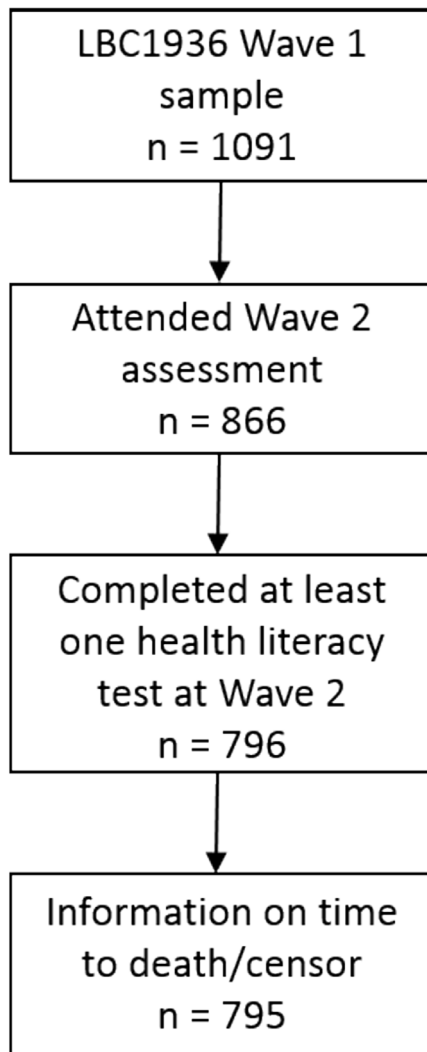 LBC1936 Wave 1
sample
n = 1091
Attended Wave 2
assessment
n = 866
Completed at least
one health literacy
test at Wave 2
n = 796
Information on time
to death/censor
n = 795